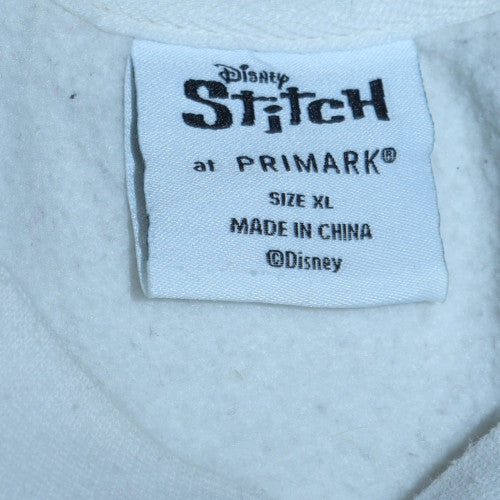 Disney
Stitch
at PRIMARK®
SIZE XL
MADE IN CHINA
©Disney